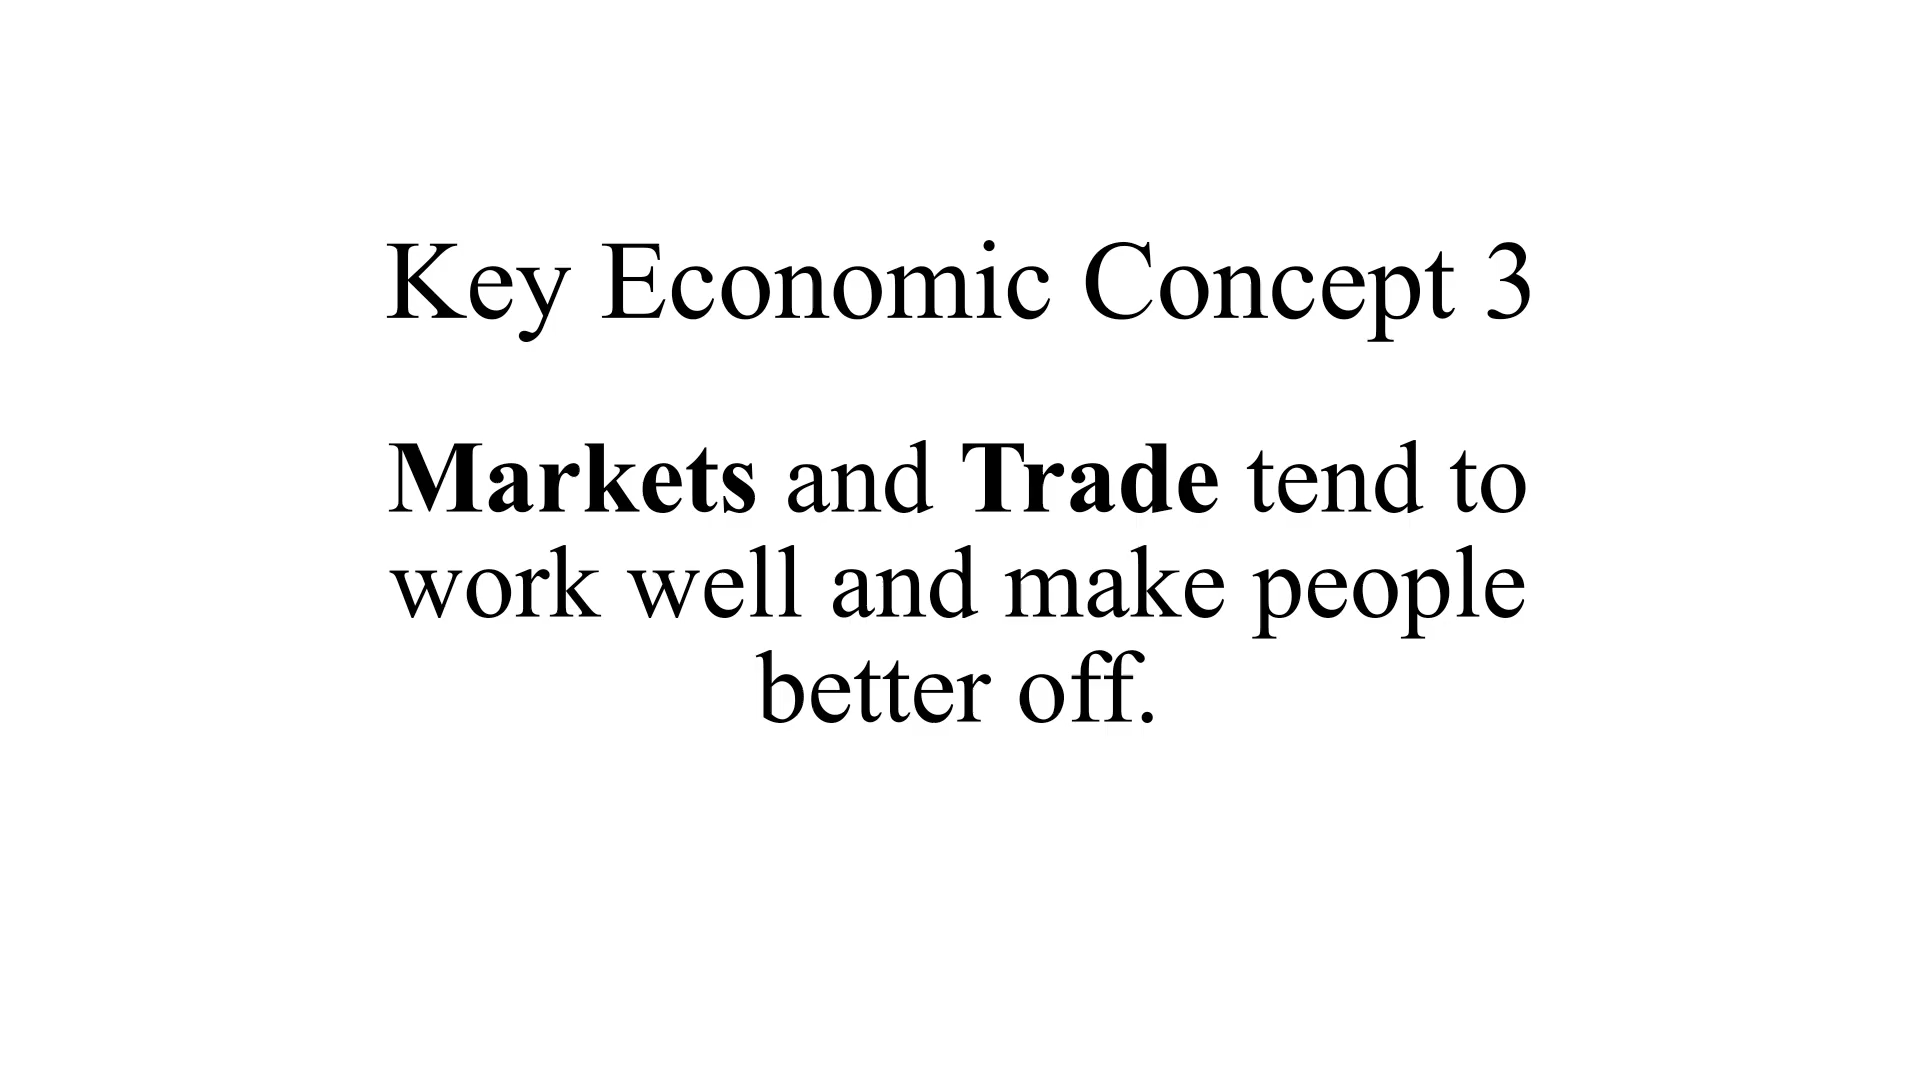 Key Economic Concept 3
Markets and Trade tend to
work well and make people
better off.